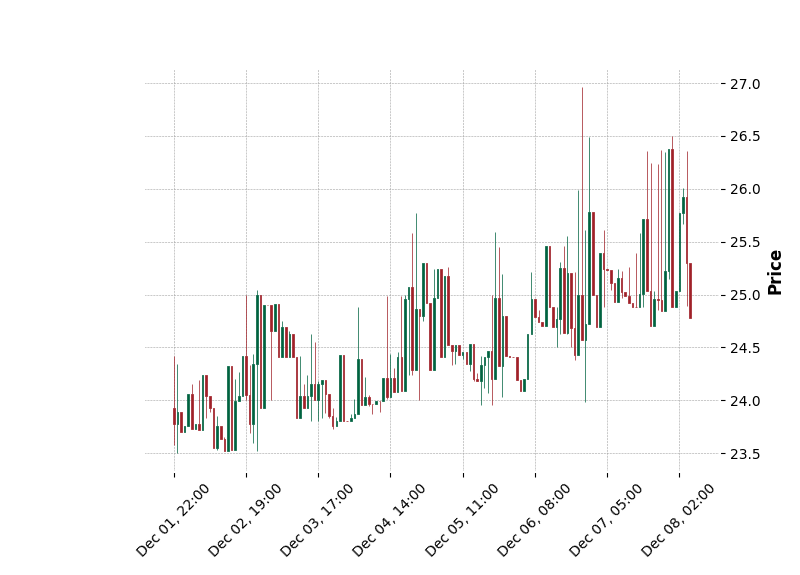 27.0
26.5
26.0
25.5
25.0
24.5
24.0
23.5
Price
Dec 01, 22:00
Dec 02, 19:00
Dec 03, 17:00
Dec 04, 14:00
Dec 05, 11:00
Dec 06, 08:00
Dec 07, 05:00
Dec 08, 02:00